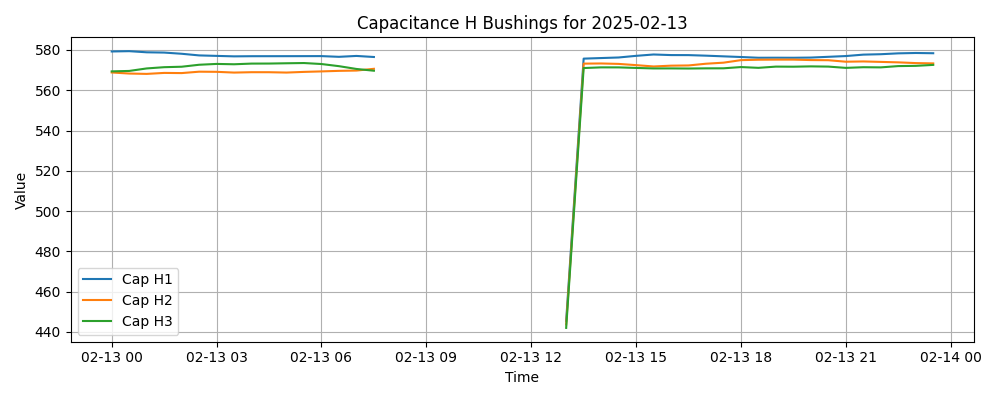 Capacitance H Bushings for 2025-02-13
Value
580
560
540
520
500
480
460
440
Cap H1
Cap H2
Cap H3
02-13 00 02-13 03 02-13 06 02-13 09 02-13 12 02-13 15 02-13 18 02-13 21 02-14 00
Time